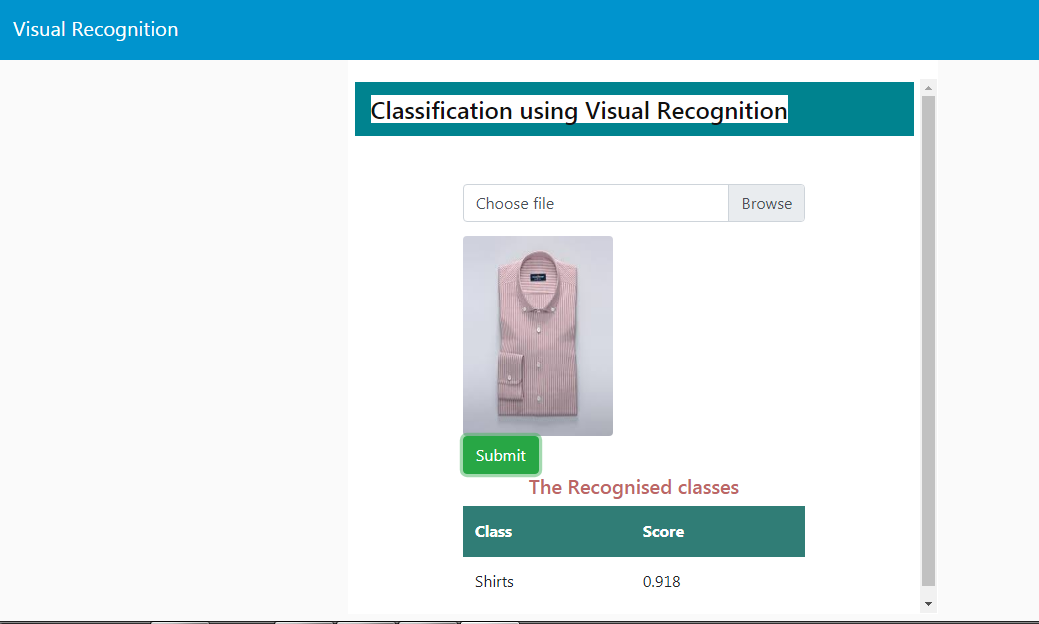 Visual Recognition
Classification using Visual Recognition
Choose file Browse
Submit
The Recognised classes
Class Score
Shirts 0.918